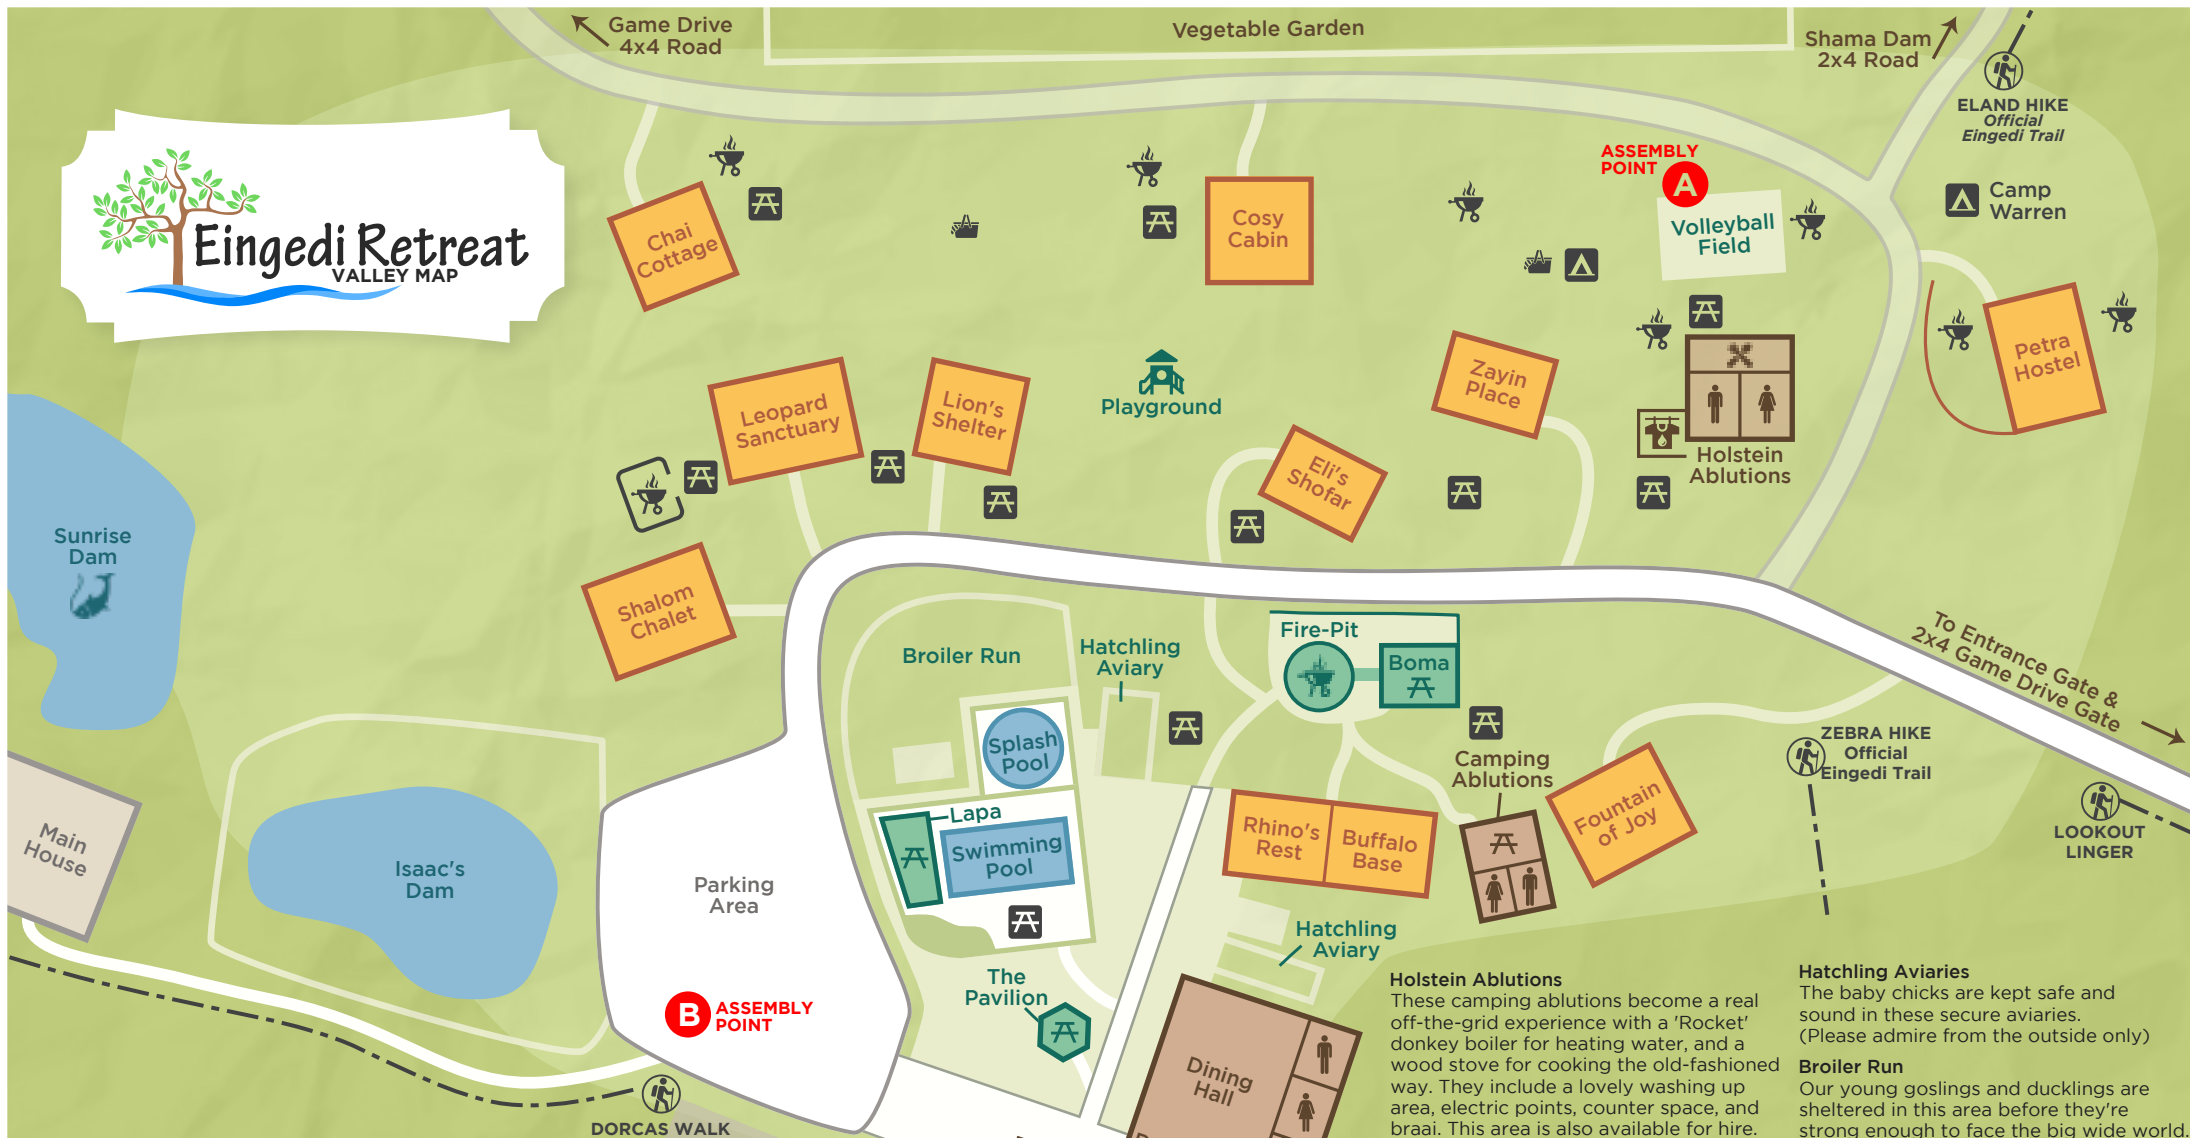 Game Drive
4x4 Road
Vegetable Garden
Shama Dam
2x4 Road
ELAND HIKE
Official
Eingedi Trail
Eingedi Retreat
VALLEY MAP
ASSEMBLY
POINT
A
Volleyball
Field
Camp
Warren
Chai
Cottage
Cosy
Cabin
Petra
Hostel
Leopard
Sanctuary
Lion's
Shelter
Playground
Zayin
Place
Eli's
Shofar
Holstein
Ablutions
Sunrise
Dam
Shalom
Chalet
Broiler Run
Hatchling
Aviary
Fire-Pit
Boma
To Entrance Gate &
2x4 Game Drive Gate
Splash
Pool
Camping
Ablutions
ZEBRA HIKE
Official
Eingedi Trail
LOOKOUT
LINGER
Main
House
Isaac's
Dam
Parking
Area
Lapa
Swimming
Pool
Rhino's
Rest
Buffalo
Base
Fountain
of Joy
Hatchling
Aviary
The
Pavilion
B
ASSEMBLY
POINT
DORCAS WALK
Dining
Hall
Holstein Ablutions
These camping ablutions become a real
off-the-grid experience with a 'Rocket'
donkey boiler for heating water, and a
wood stove for cooking the old-fashioned
way. They include a lovely washing up
area, electric points, counter space, and
braai. This area is also available for hire.
Hatchling Aviaries
The baby chicks are kept safe and
sound in these secure aviaries.
(Please admire from the outside only)
Broiler Run
Our young goslings and ducklings are
sheltered in this area before they're
strong enough to face the big wide world.